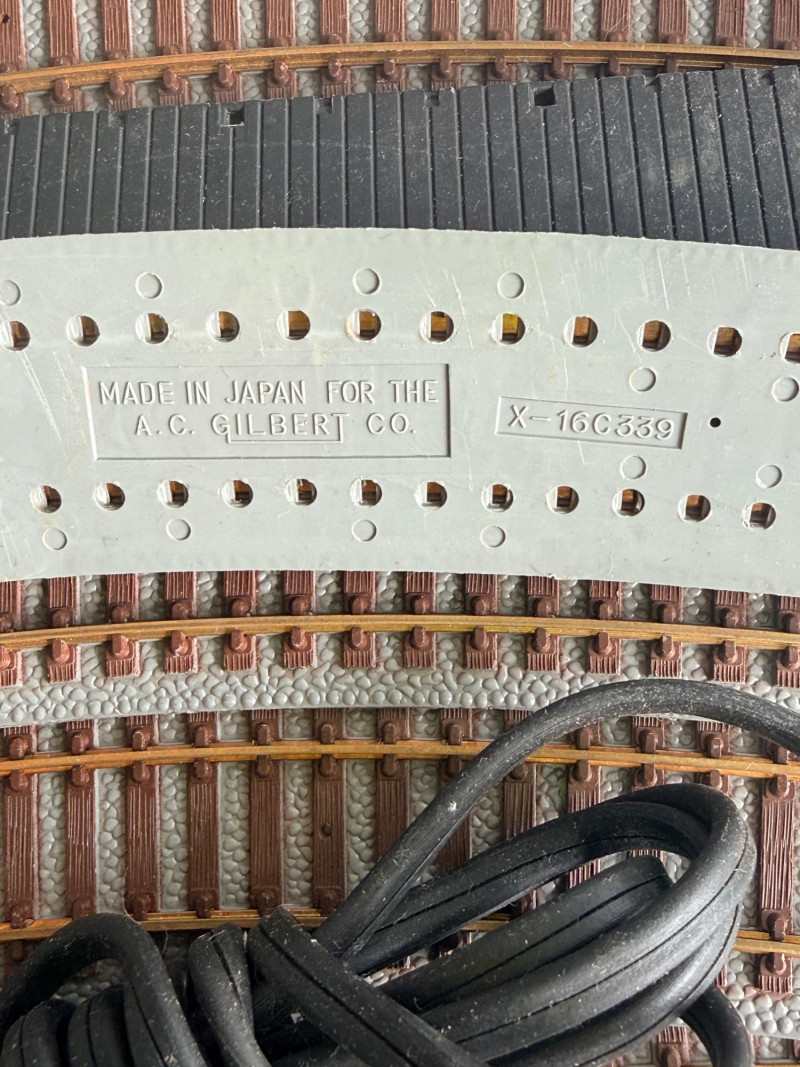 MADE IN JAPAN FOR THE
A.C. GILBERT CO.
X-16C339